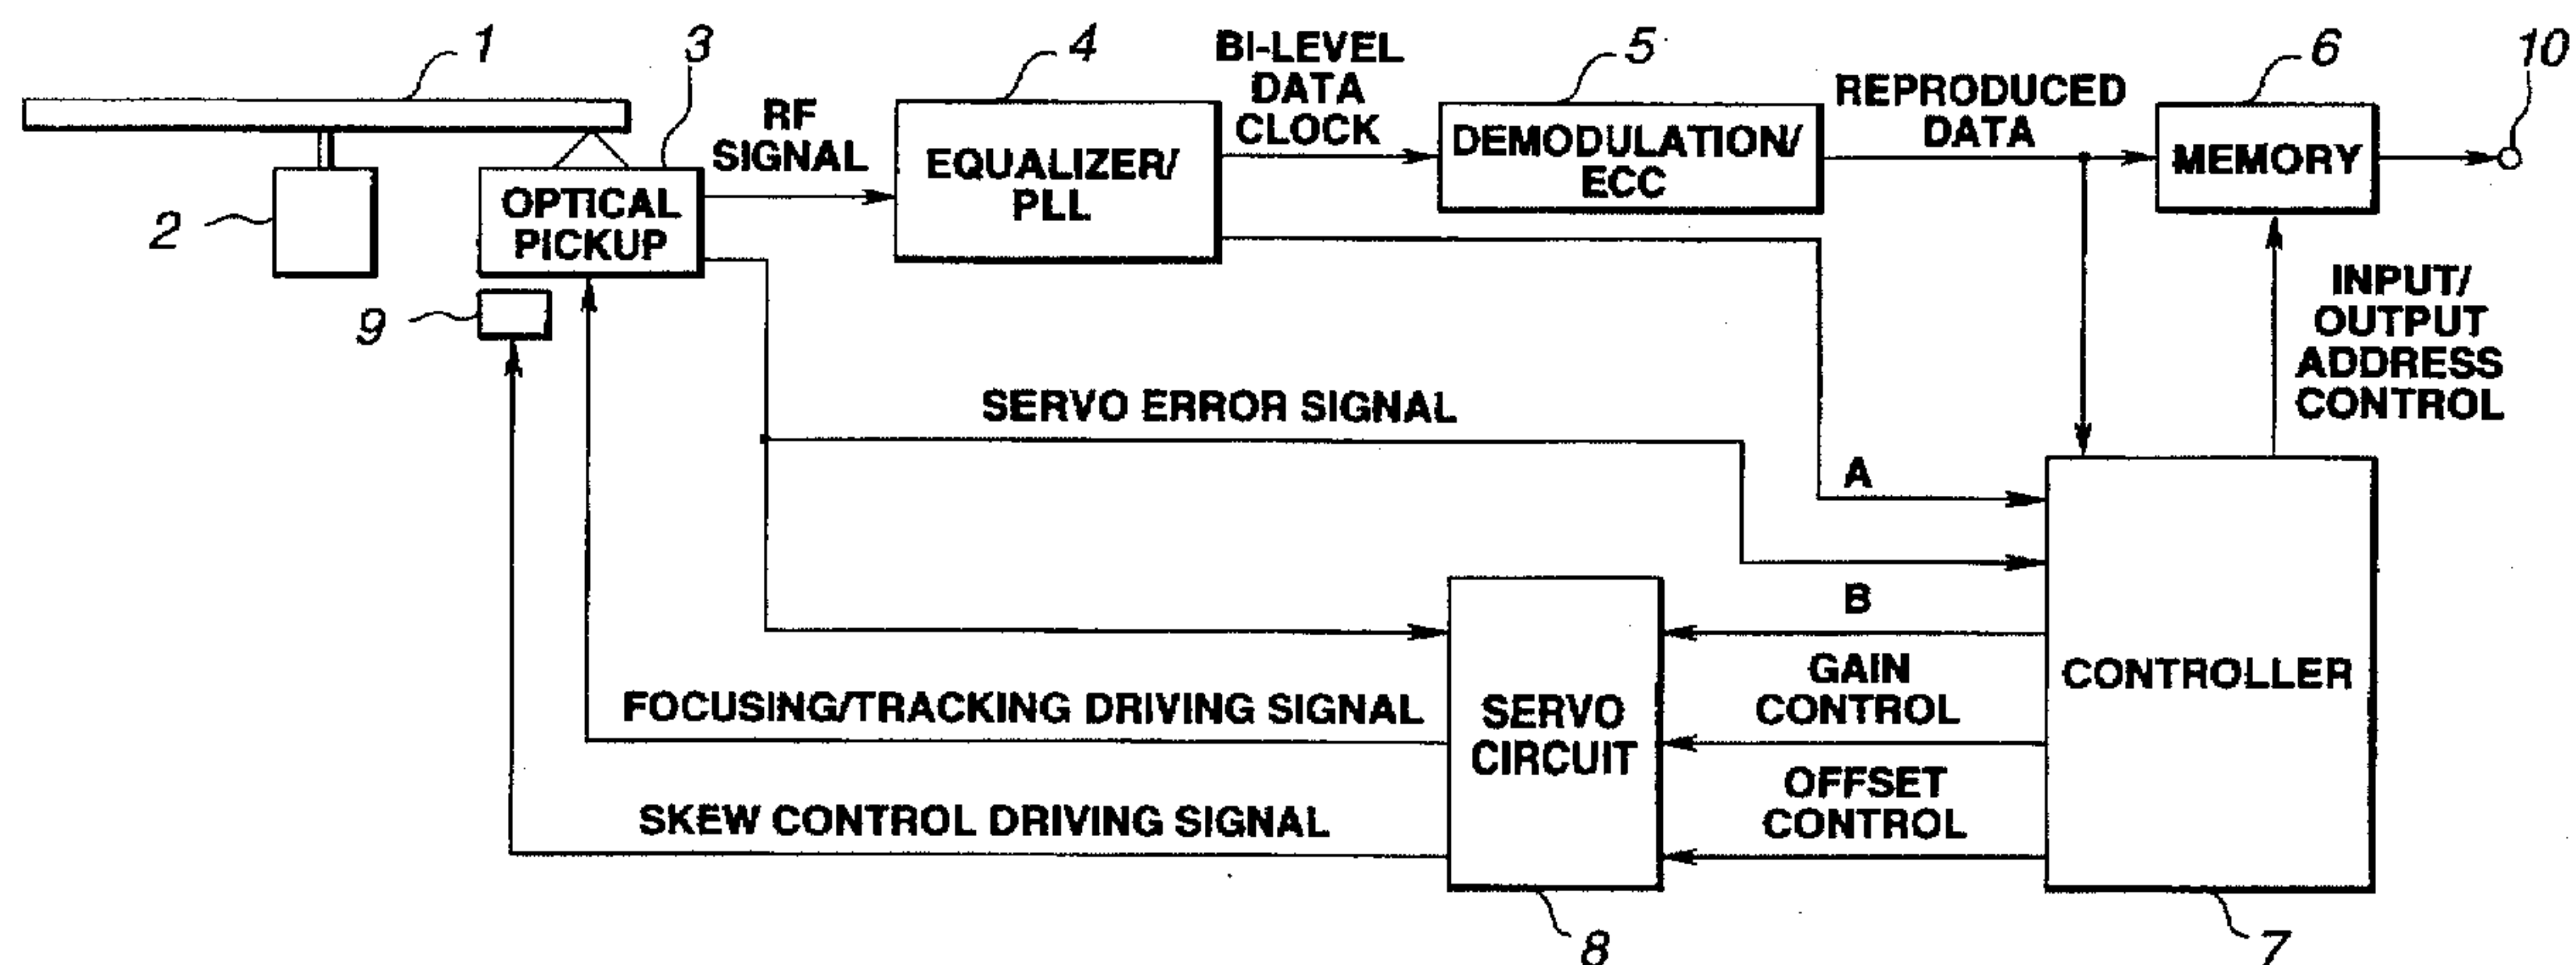 1
3
4
BI-LEVEL
DATA
CLOCK
5
REPRODUCED
DATA
6
10
RF
SIGNAL
EQUALIZER/
PLL
DEMODULATION/
ECC
MEMORY
2
OPTICAL
PICKUP
9
INPUT/
OUTPUT
ADDRESS
CONTROL
SERVO ERROR SIGNAL
A
B
FOCUSING/TRACKING DRIVING SIGNAL
SERVO
CIRCUIT
GAIN
CONTROL
CONTROLLER
SKEW CONTROL DRIVING SIGNAL
OFFSET
CONTROL
8
7